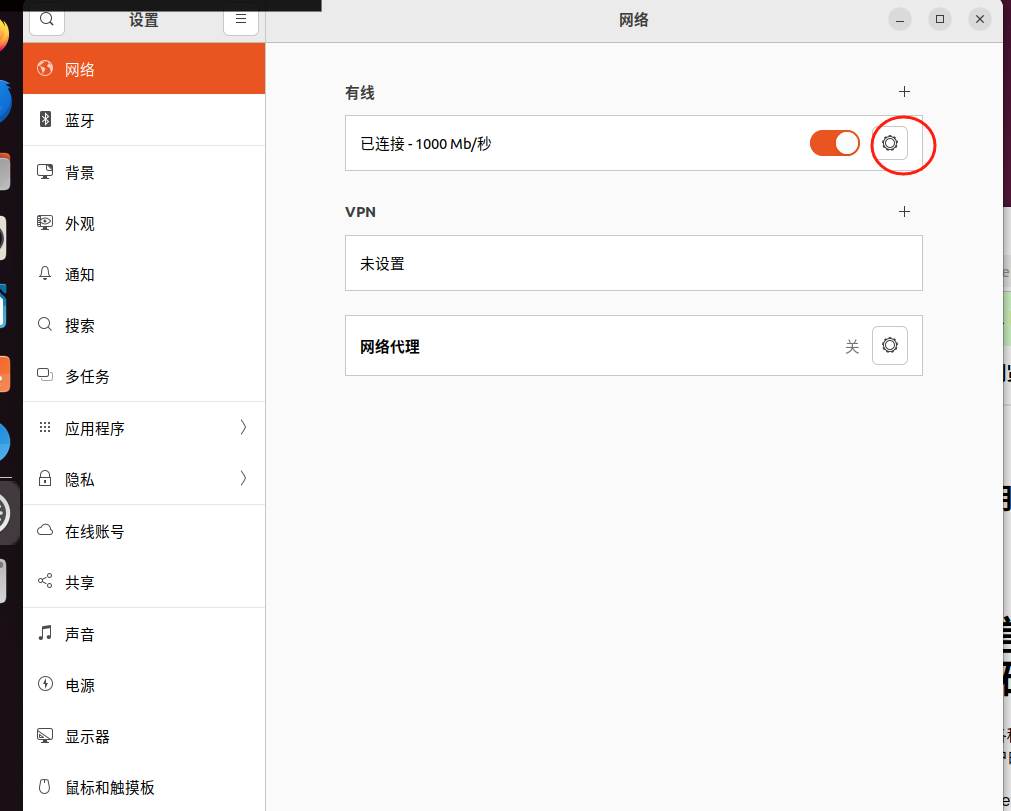 设置
网络
网络
蓝牙
背景
外观
通知
搜索
多任务
应用程序
隐私
在线账号
共享
声音
电源
显示器
鼠标和触摸板
有线
已连接 - 1000 Mb/秒
VPN
未设置
网络代理
关